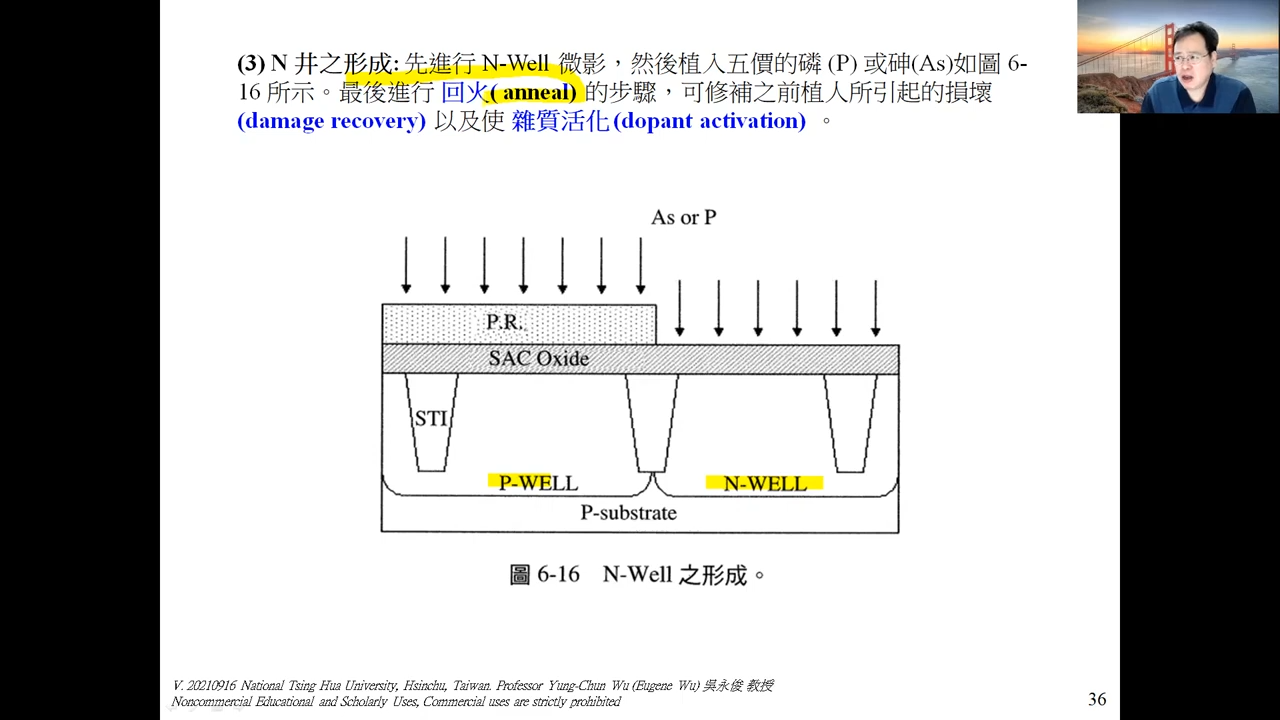 (3) N 井之形成: 先進行 N-Well 微影，然後植入五價的磷 (P) 或砷(As)如圖 6-
16 所示。最後進行 回火( anneal) 的步驟，可修補之前植人所引起的損壞
(damage recovery) 以及使 雜質活化 (dopant activation) 。
As or P
P.R.
SAC Oxide
STI
P-WELL
N-WELL
P-substrate
圖 6-16 N-Well 之形成。
V. 20210916 National Tsing Hua University, Hsinchu, Taiwan. Professor Yung-Chun Wu (Eugene Wu) 吳永俊 教授
Noncommercial Educational and Scholarly Uses, Commercial uses are strictly prohibited
36